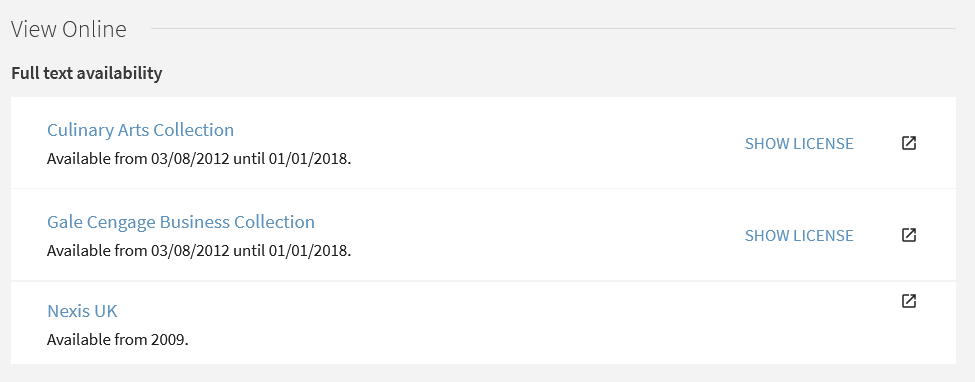 View Online
Full text availability
Culinary Arts Collection
Available from 03/08/2012 until 01/01/2018.
SHOW LICENSE
Gale Cengage Business Collection
Available from 03/08/2012 until 01/01/2018.
SHOW LICENSE
Nexis UK
Available from 2009.